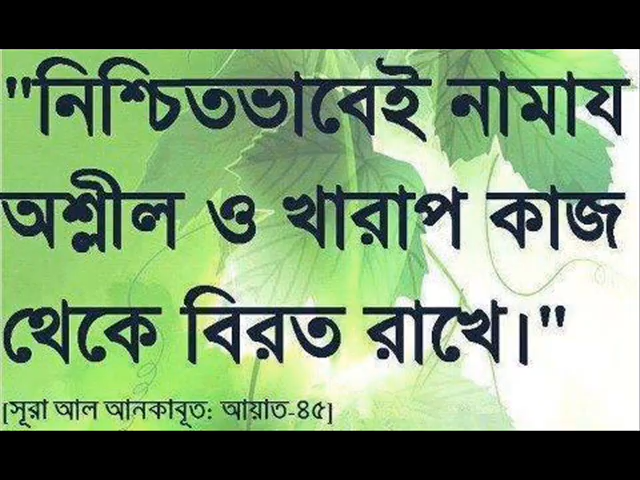 "নিশ্চিতভাবেই নামায
অশ্লীল ও খারাপ কাজ
থেকে বিরত রাখে।"
[সূরা আল আনকাবূত: আয়াত-৪৫]